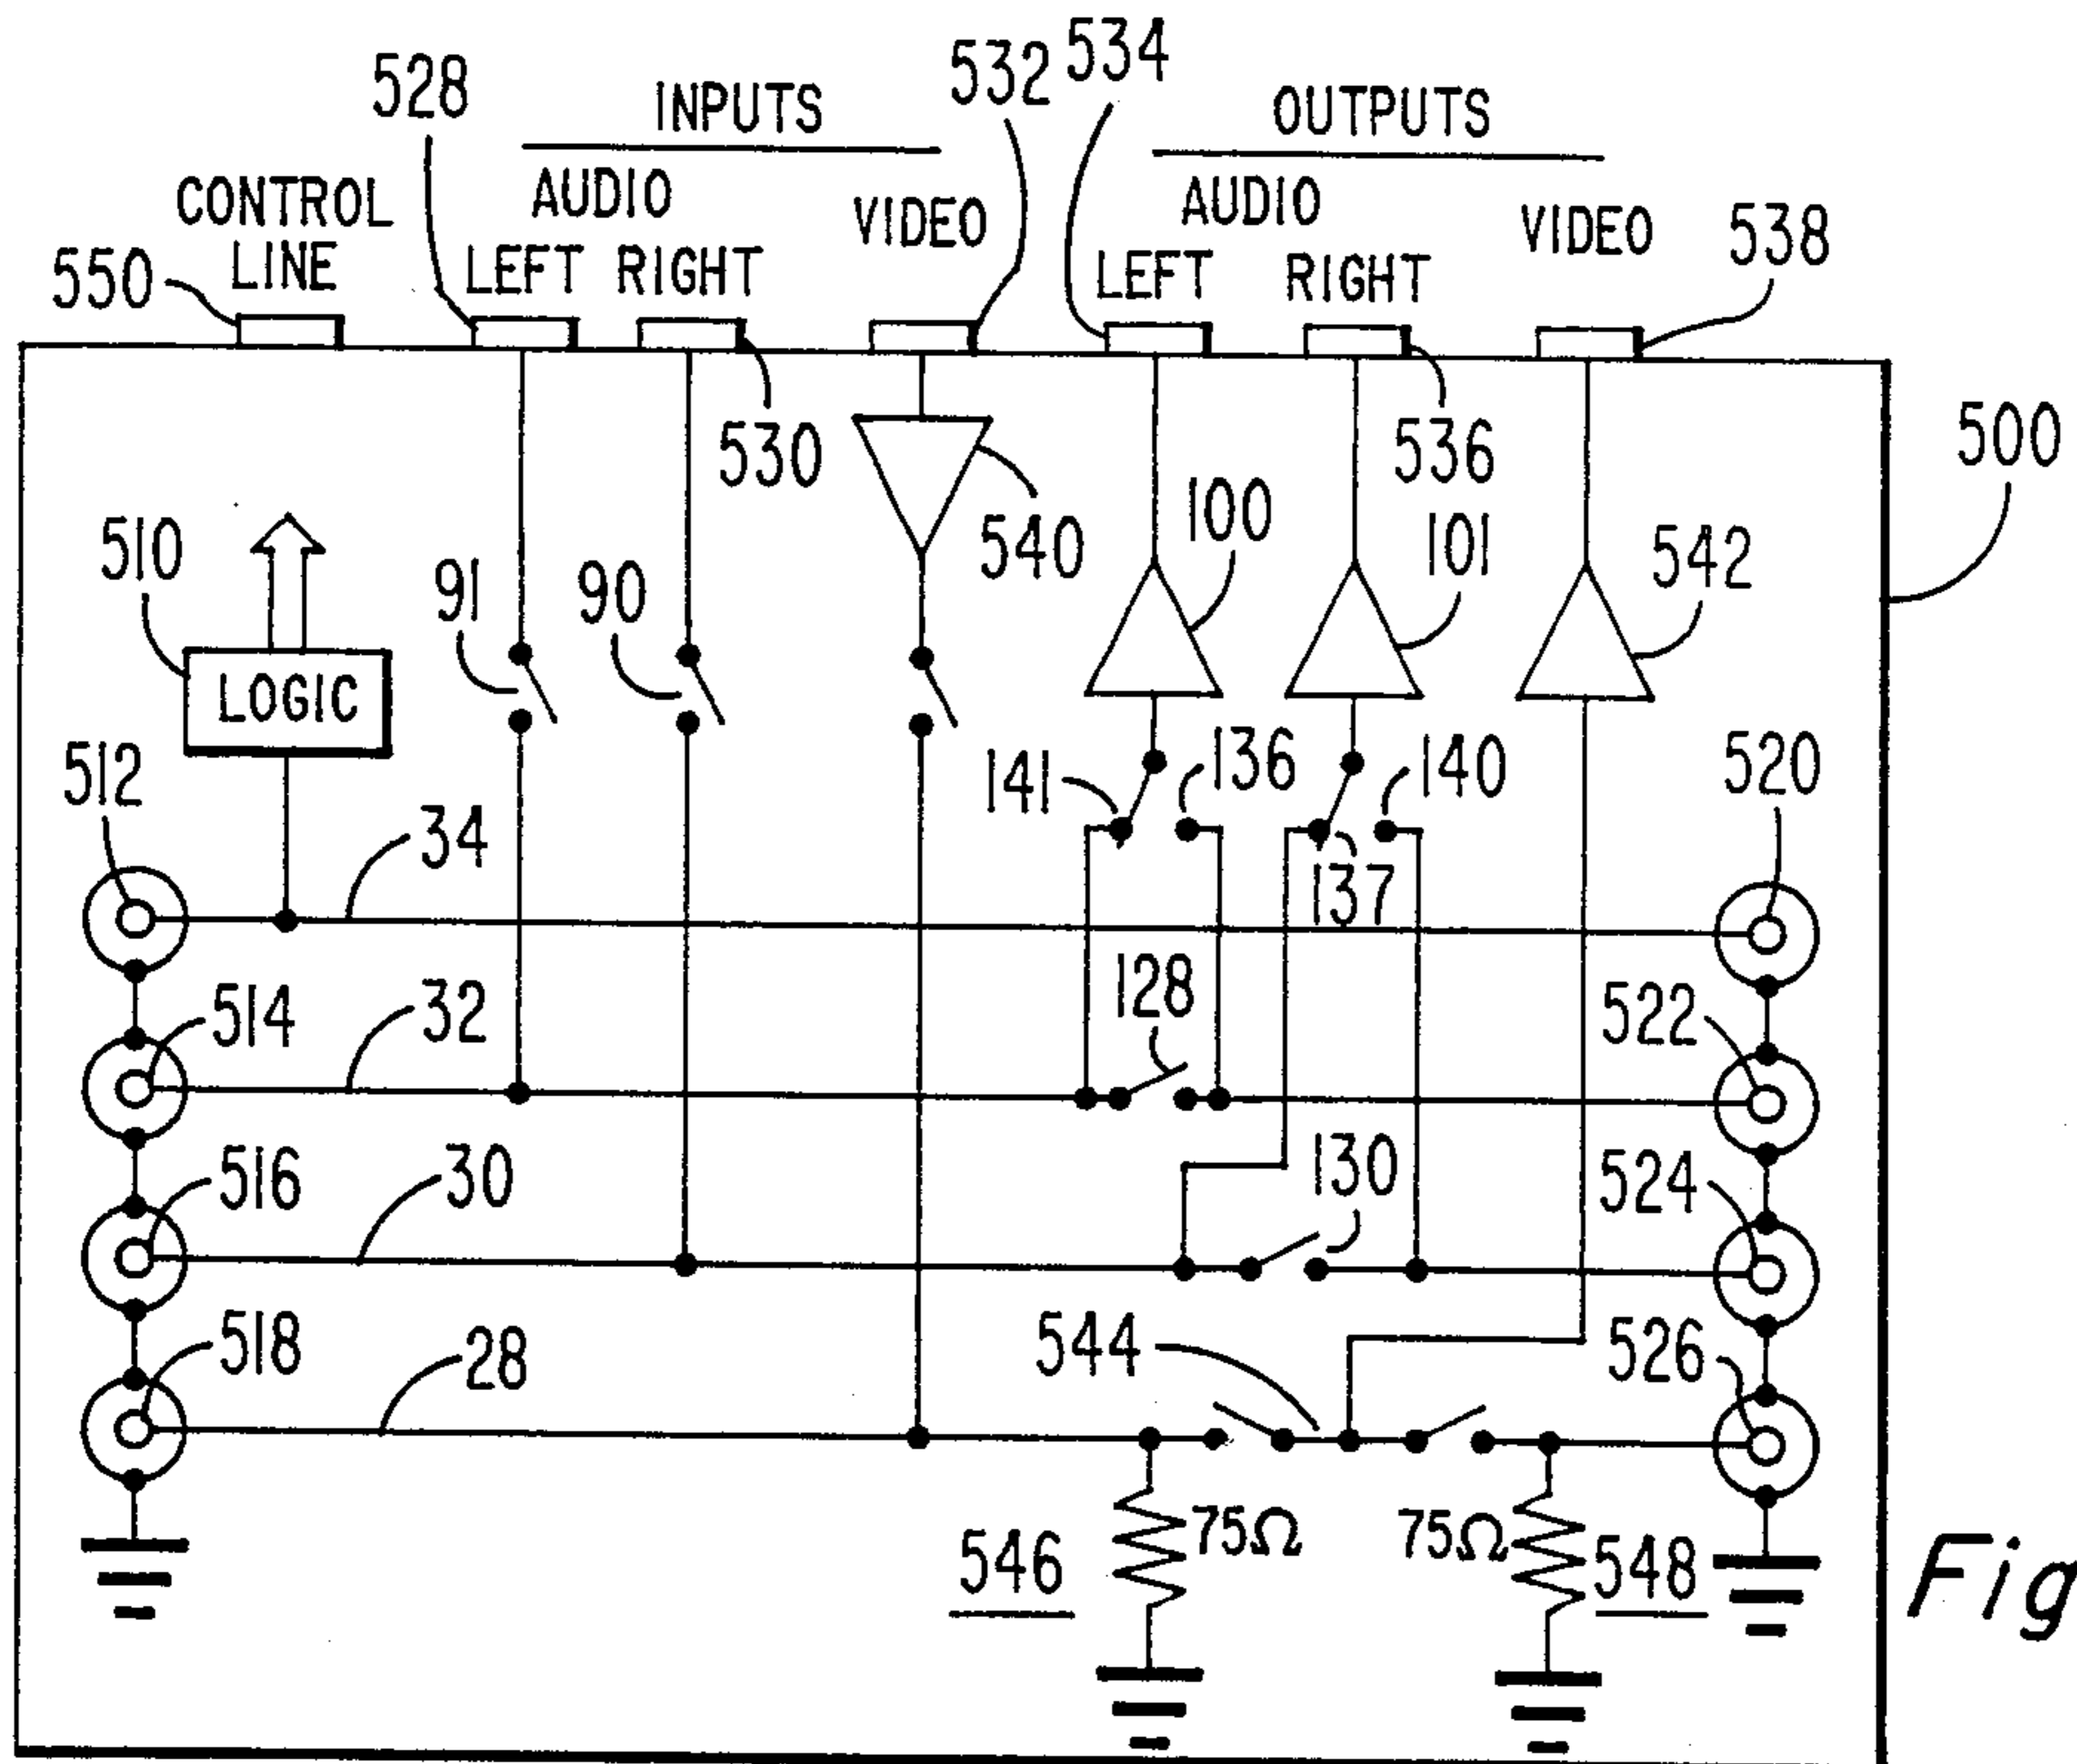 528
INPUTS
532
534
OUTPUTS
CONTROL
LINE
AUDIO
LEFT RIGHT
VIDEO
AUDIO
LEFT
RIGHT
VIDEO
538
550
530
536
500
510
91
90
540
100
101
542
LOGIC
512
34
141
136
140
520
137
514
32
128
522
516
30
130
524
518
28
544
526
546
75Ω
75Ω
548
Fig